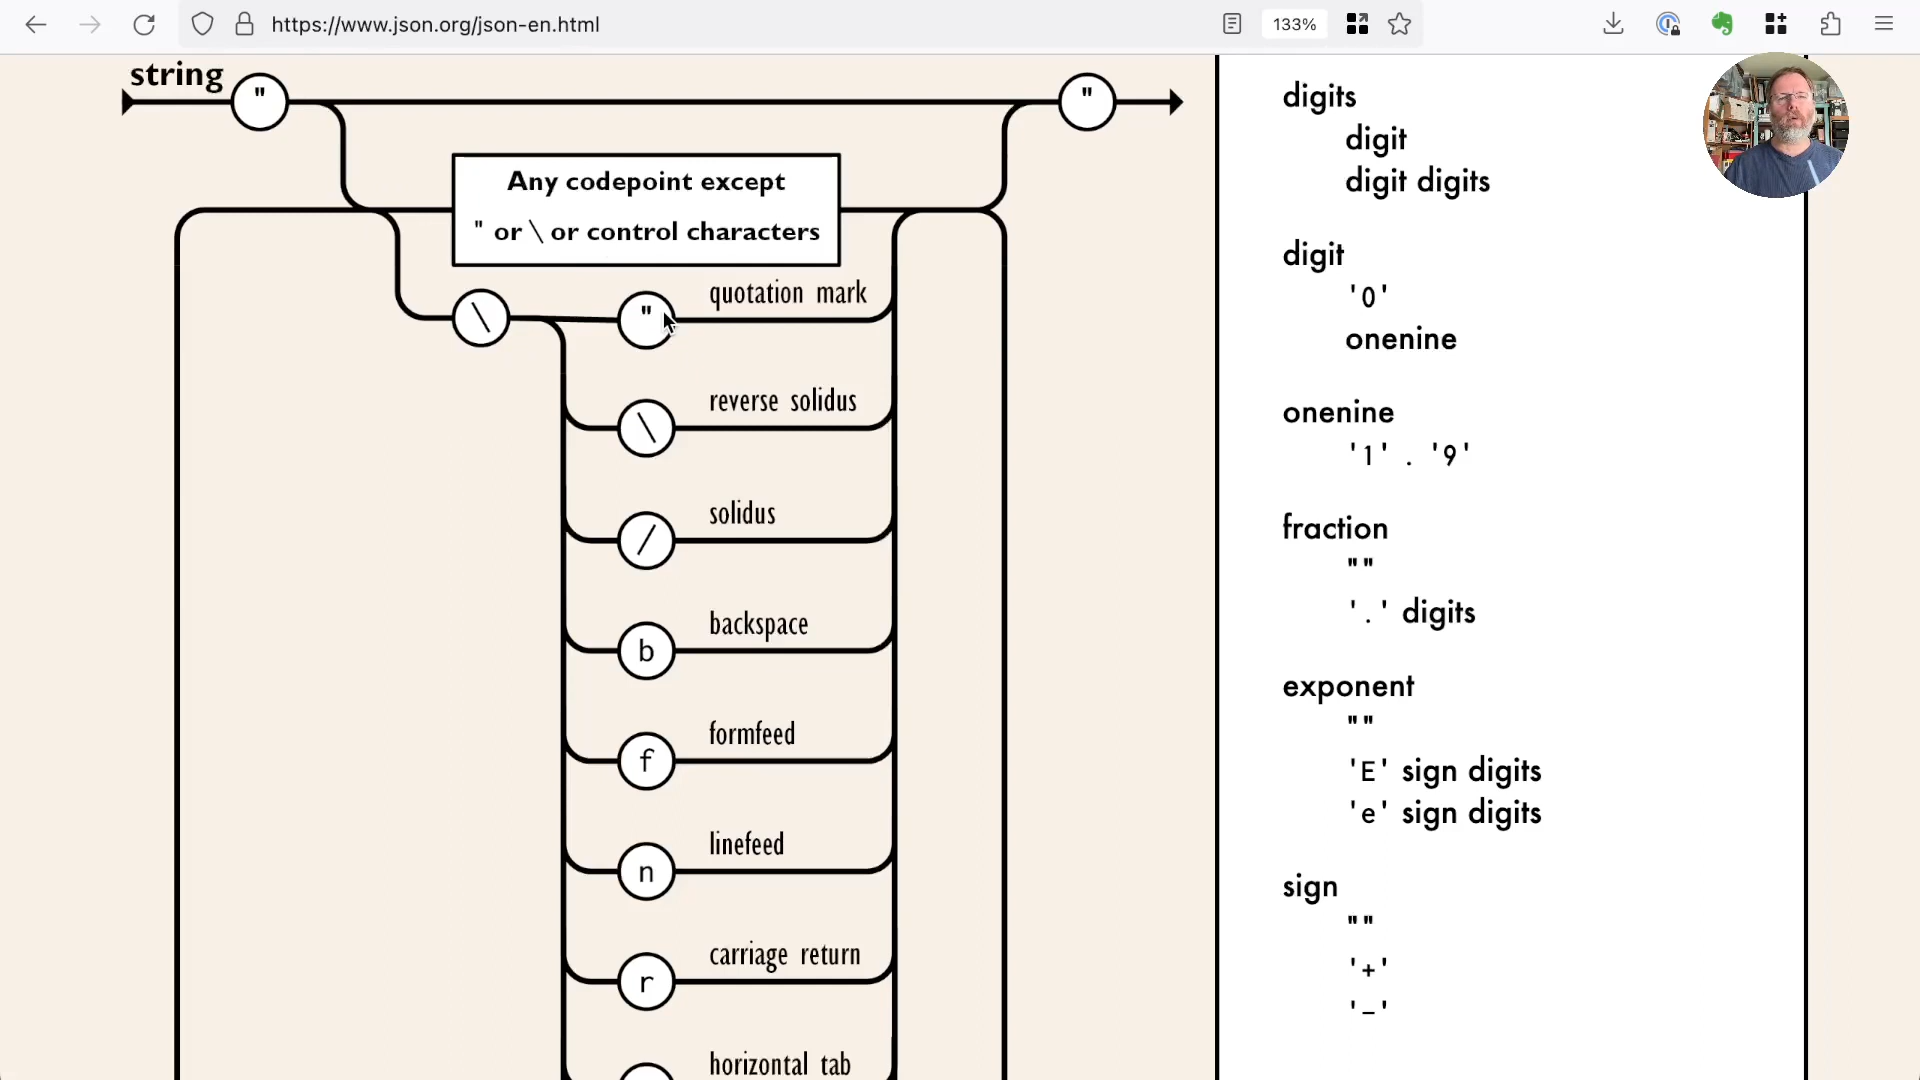 https://www.json.org/json-en.html
133%
string
"
"
Any codepoint except
" or \ or control characters
\
"
quotation mark
\
reverse solidus
/
solidus
b
backspace
f
formfeed
n
linefeed
r
carriage return
horizontal tab
digits
digit
digit digits
digit
'0'
onenine
onenine
'1' . '9'
fraction
""
'.' digits
exponent
""
'E' sign digits
'e' sign digits
sign
""
'+'
'-'